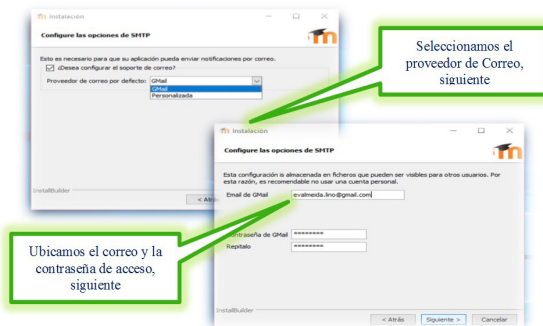 Instalación
Configure las opciones de SMTP
Esto es necesario para que su aplicación pueda enviar notificaciones por correo.
¿Desea configurar el soporte de correo?
Proveedor de correo por defecto: GMail
GMail
Personalizada
InstallBuilder
< Atrás
Seleccionamos el
proveedor de Correo,
siguiente
Instalación
Configure las opciones de SMTP
Esta configuración is almacenada en ficheros que pueden ser visibles para otros usuarios. Por
esta razón, es recomendable no usar una cuenta personal.
Email de GMail evalmeida.lino@gmail.com
Contraseña de GMail ********
Repítalo ********
InstallBuilder
< Atrás Siguiente > Cancelar
Ubicamos el correo y la
contraseña de acceso,
siguiente